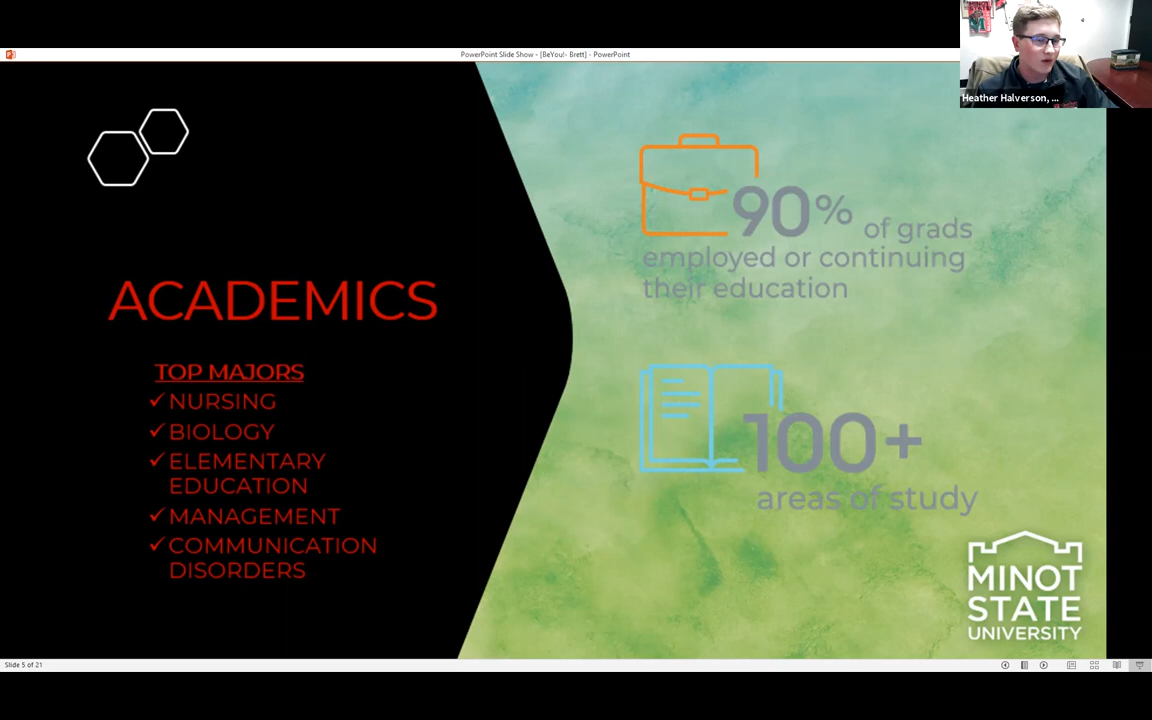 PowerPoint Slide Show - [BeYou!- Brett] - PowerPoint
Heather Halverson, ...
ACADEMICS
TOP MAJORS
✓ NURSING
✓ BIOLOGY
✓ ELEMENTARY
EDUCATION
✓ MANAGEMENT
✓ COMMUNICATION
DISORDERS
90% of grads
employed or continuing
their education
100+
areas of study
MINOT
STATE
UNIVERSITY
Slide 5 of 21